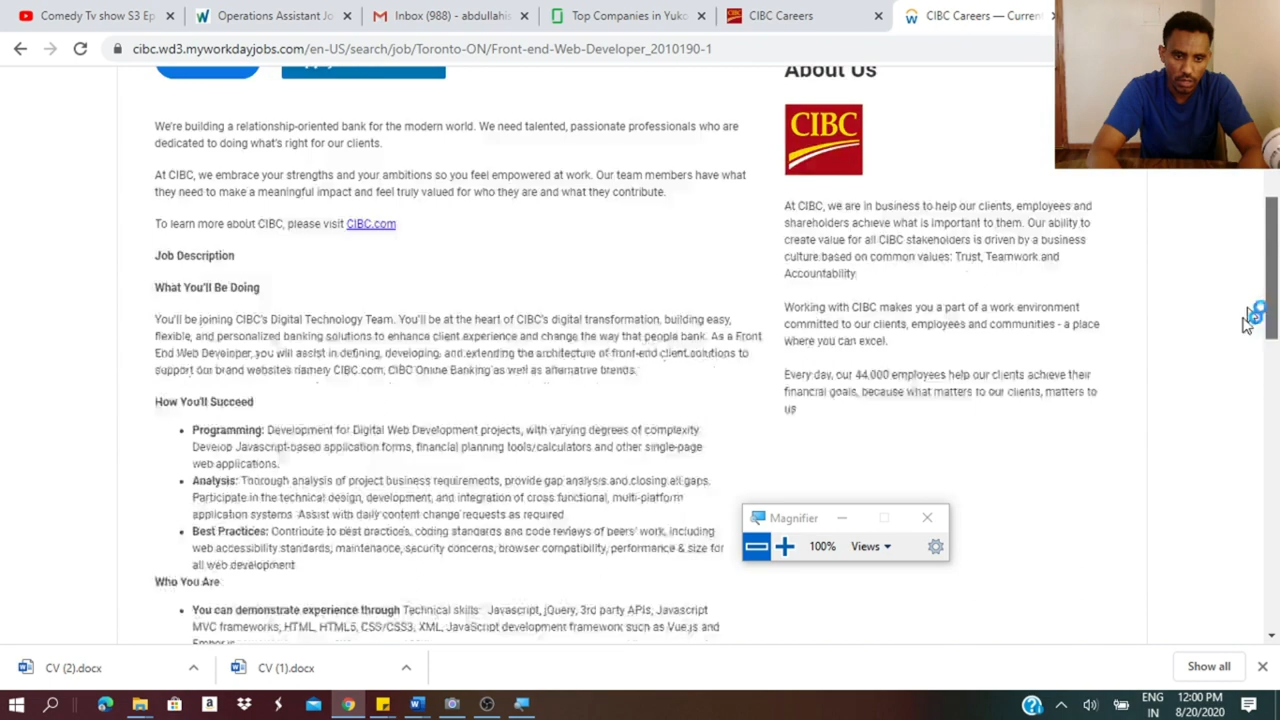 Comedy Tv show S3 Ep
Operations Assistant Jo
Inbox (988) - abdullahis
Top Companies in Yuko
CIBC Careers
CIBC Careers — Current
cibc.wd3.myworkdayjobs.com/en-US/search/job/Toronto-ON/Front-end-Web-Developer_2010190-1
We're building a relationship-oriented bank for the modern world. We need talented, passionate professionals who are
dedicated to doing what's right for our clients.
At CIBC, we embrace your strengths and your ambitions so you feel empowered at work. Our team members have what
they need to make a meaningful impact and feel truly valued for who they are and what they contribute.
To learn more about CIBC, please visit CIBC.com
Job Description
What You'll Be Doing
You'll be joining CIBC's Digital Technology Team. You'll be at the heart of CIBC's digital transformation, building easy,
flexible, and personalized banking solutions to enhance client experience and change the way that people bank. As a Front
End Web Developer, you will assist in defining, developing, and extending the architecture of front-end client solutions to
support our brand websites namely CIBC.com, CIBC Online Banking as well as alternative brands.
How You'll Succeed
• Programming: Development for Digital Web Development projects, with varying degrees of complexity
Develop Javascript-based application forms, financial planning tools/calculators and other single-page
web applications.
• Analysis: Thorough analysis of project business requirements, provide gap analysis and closing all gaps.
Participate in the technical design, development, and integration of cross functional, multi-platform
application systems Assist with daily content change requests as required
• Best Practices: Contribute to best practices, coding standards and code reviews of peers' work, including
web accessibility standards, maintenance, security concerns, browser compatibility, performance & size for
all web development
Who You Are
• You can demonstrate experience through Technical skills: Javascript, jQuery, 3rd party APIs, Javascript
MVC frameworks, HTML, HTML5, CSS/CSS3, XML, JavaScript development framework such as Vue.js and
About Us
CIBC
At CIBC, we are in business to help our clients, employees and
shareholders achieve what is important to them. Our ability to
create value for all CIBC stakeholders is driven by a business
culture based on common values: Trust, Teamwork and
Accountability.
Working with CIBC makes you a part of a work environment
committed to our clients, employees and communities - a place
where you can excel.
Every day, our 44,000 employees help our clients achieve their
financial goals, because what matters to our clients, matters to
us
Magnifier
100% Views
CV (2).docx
CV (1).docx
Show all
ENG
IN
12:00 PM
8/20/2020